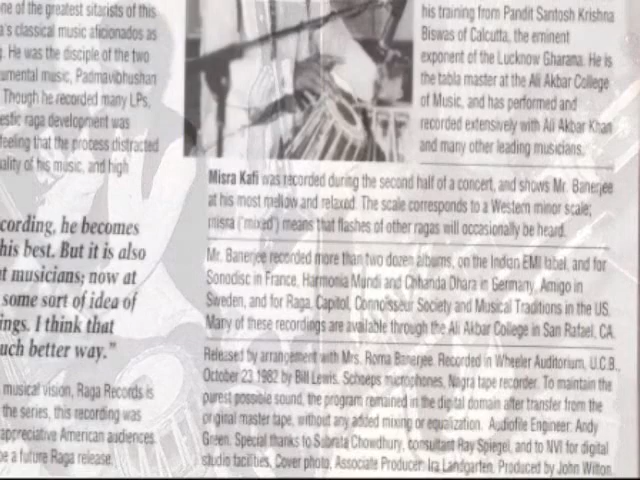 ne of the greatest sitarists of this
a's classical music aficionados as
g. He was the disciple of the two
umental music, Padmavibhushan
Though he recorded many LPs,
estic raga development was
feeling that the process distracted
ality of his music, and high
cording, he becomes
his best. But it is also
t musicians; now at
some sort of idea of
ings. I think that
uch better way."
musical vision, Raga Records is
the series, this recording was
appreciative American audiences.
be a future Raga release.
his training from Pandit Santosh Krishna
Biswas of Calcutta, the eminent
exponent of the Lucknow Gharana. He is
the tabla master at the Ali Akbar College
of Music, and has performed and
recorded extensively with Ali Akbar Khan
and many other leading musicians.
Misra Kafi was recorded during the second half of a concert, and shows Mr. Banerjee
at his most mellow and relaxed. The scale corresponds to a Western minor scale;
misra ('mixed') means that flashes of other ragas will occasionally be heard.
Mr. Banerjee recorded more than two dozen albums, on the Indian EMI label, and for
Sonodisc in France, Harmonia Mundi and Chhanda Dhara in Germany, Amigo in
Sweden, and for Raga, Capitol, Connoisseur Society and Musical Traditions in the US.
Many of these recordings are available through the Ali Akbar College in San Rafael, CA.
Released by arrangement with Mrs. Roma Banerjee. Recorded in Wheeler Auditorium, U.C.B.,
October 23 1982 by Bill Lewis. Schoeps microphones, Nagra tape recorder. To maintain the
purest possible sound, the program remained in the digital domain after transfer from the
original master tape, without any added mixing or equalization. Audiofile Engineer: Andy
Green. Special thanks to Subrata Chowdhury, consultant Ray Spiegel, and to NVI for digital
studio facilities. Cover photo, Associate Producer: Ira Landgarten. Produced by John Wilton